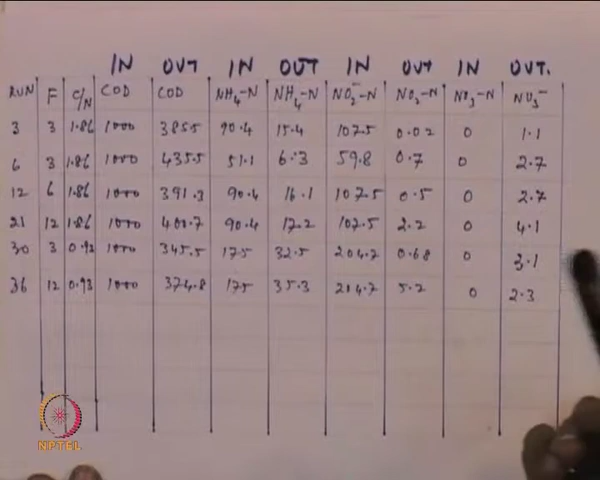 IN OUT IN OUT IN OUT IN OUT.
RUN F C/N COD COD NH4-N NH4-N NO2⁻-N NO2-N NO3-N NO3⁻
3 3 1.86 1000 385.5 90.4 15.4 107.5 0.02 0 1.1
6 3 1.86 1000 435.5 51.1 6.3 59.8 0.7 0 2.7
12 6 1.86 1000 391.3 90.4 16.1 107.5 0.5 0 2.7
21 12 1.86 1000 401.7 90.4 17.2 107.5 2.2 0 4.1
30 3 0.93 1000 345.5 175 32.5 204.7 0.68 0 3.1
36 12 0.93 1000 374.8 175 35.3 204.7 5.2 0 2.3
NPTEL